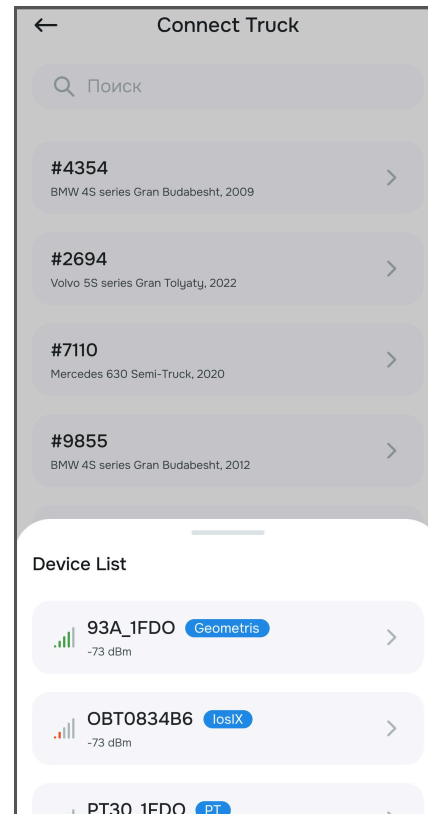 Connect Truck
Поиск
#4354
BMW 4S series Gran Budabesht, 2009
#2694
Volvo 5S series Gran Tolyaty, 2022
#7110
Mercedes 630 Semi-Truck, 2020
#9855
BMW 4S series Gran Budabesht, 2012
Device List
93A_1FDO Geometris
-73 dBm
OBT0834B6 IosIX
-73 dBm
PT30_1FDO PT